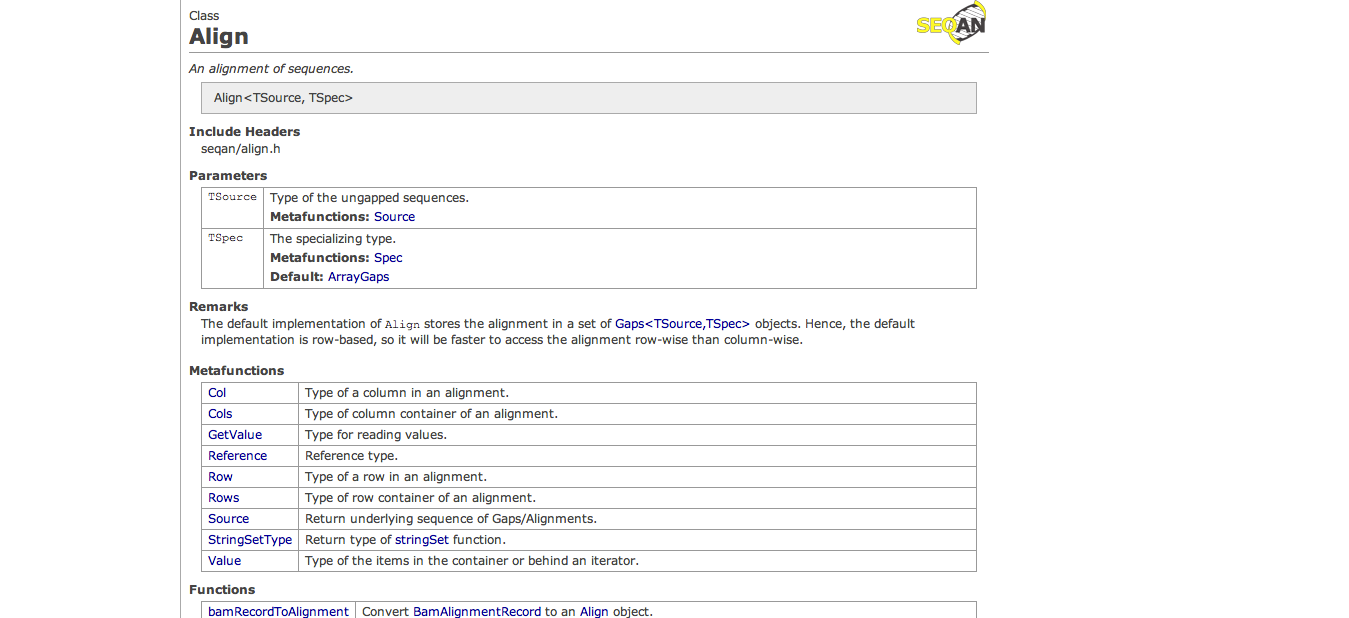 Class
SEQAN
Align
An alignment of sequences.
Align<TSource, TSpec>
Include Headers
seqan/align.h
Parameters
TSource Type of the ungapped sequences.
Metafunctions: Source
TSpec The specializing type.
Metafunctions: Spec
Default: ArrayGaps
Remarks
The default implementation of Align stores the alignment in a set of Gaps<TSource,TSpec> objects. Hence, the default
implementation is row-based, so it will be faster to access the alignment row-wise than column-wise.
Metafunctions
Col Type of a column in an alignment.
Cols Type of column container of an alignment.
GetValue Type for reading values.
Reference Reference type.
Row Type of a row in an alignment.
Rows Type of row container of an alignment.
Source Return underlying sequence of Gaps/Alignments.
StringSetType Return type of stringSet function.
Value Type of the items in the container or behind an iterator.
Functions
bamRecordToAlignment Convert BamAlignmentRecord to an Align object.